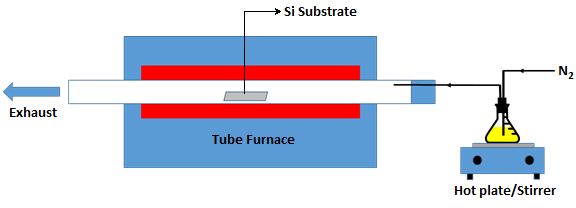 Si Substrate
N₂
Exhaust
Tube Furnace
Hot plate/Stirrer